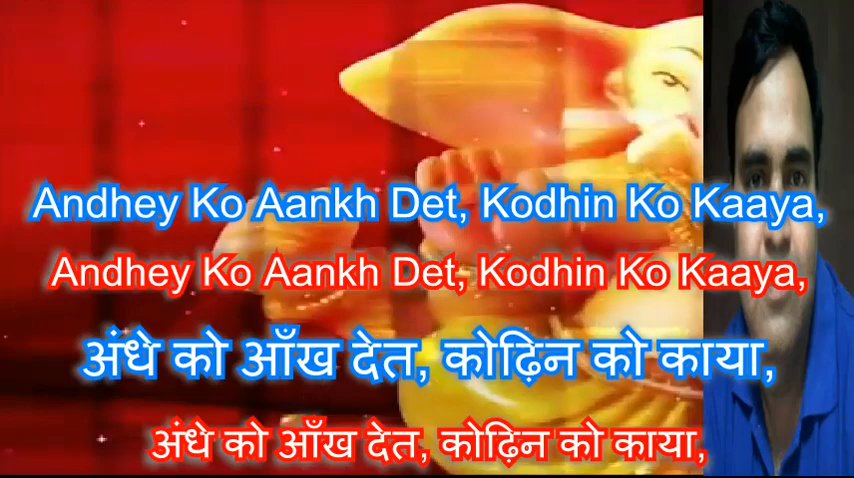 Andhey Ko Aankh Det, Kodhin Ko Kaaya,
Andhey Ko Aankh Det, Kodhin Ko Kaaya,
अंधे को आँख देत, कोढ़िन को काया,
अंधे को आँख देत, कोढ़िन को काया,